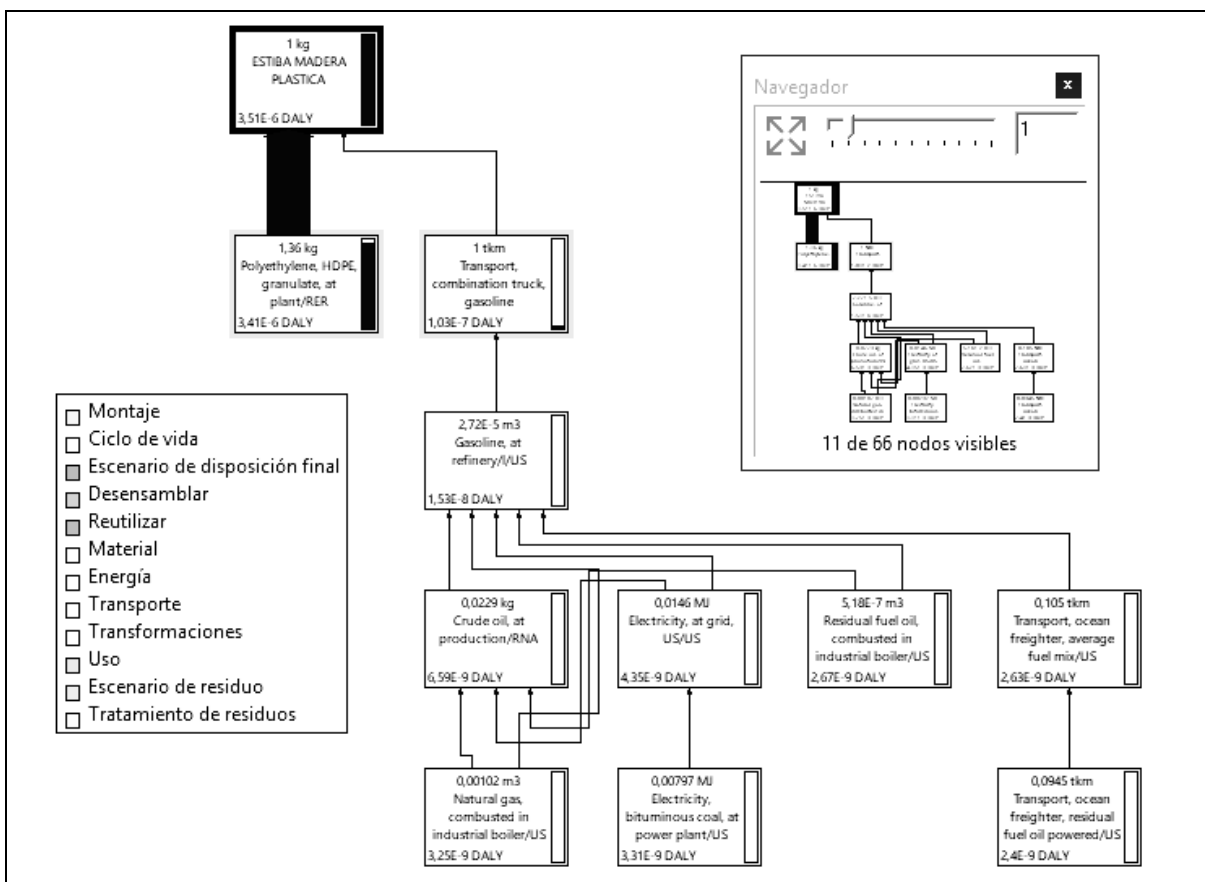 1 kg
ESTIBA MADERA
PLASTICA
3,51E-6 DALY
Navegador
x
1
11 de 66 nodos visibles
1,36 kg
Polyethylene, HDPE,
granulate, at
plant/RER
3,41E-6 DALY
1 tkm
Transport,
combination truck,
gasoline
1,03E-7 DALY
Montaje
Ciclo de vida
Escenario de disposición final
Desensamblar
Reutilizar
Material
Energía
Transporte
Transformaciones
Uso
Escenario de residuo
Tratamiento de residuos
2,72E-5 m3
Gasoline, at
refinery/l/US
1,53E-8 DALY
0,0229 kg
Crude oil, at
production/RNA
6,59E-9 DALY
0,0146 MJ
Electricity, at grid,
US/US
4,35E-9 DALY
5,18E-7 m3
Residual fuel oil,
combusted in
industrial boiler/US
2,67E-9 DALY
0,105 tkm
Transport, ocean
freighter, average
fuel mix/US
2,63E-9 DALY
0,00102 m3
Natural gas,
combusted in
industrial boiler/US
3,25E-9 DALY
0,00797 MJ
Electricity,
bituminous coal, at
power plant/US
3,31E-9 DALY
0,0945 tkm
Transport, ocean
freighter, residual
fuel oil powered/US
2,4E-9 DALY